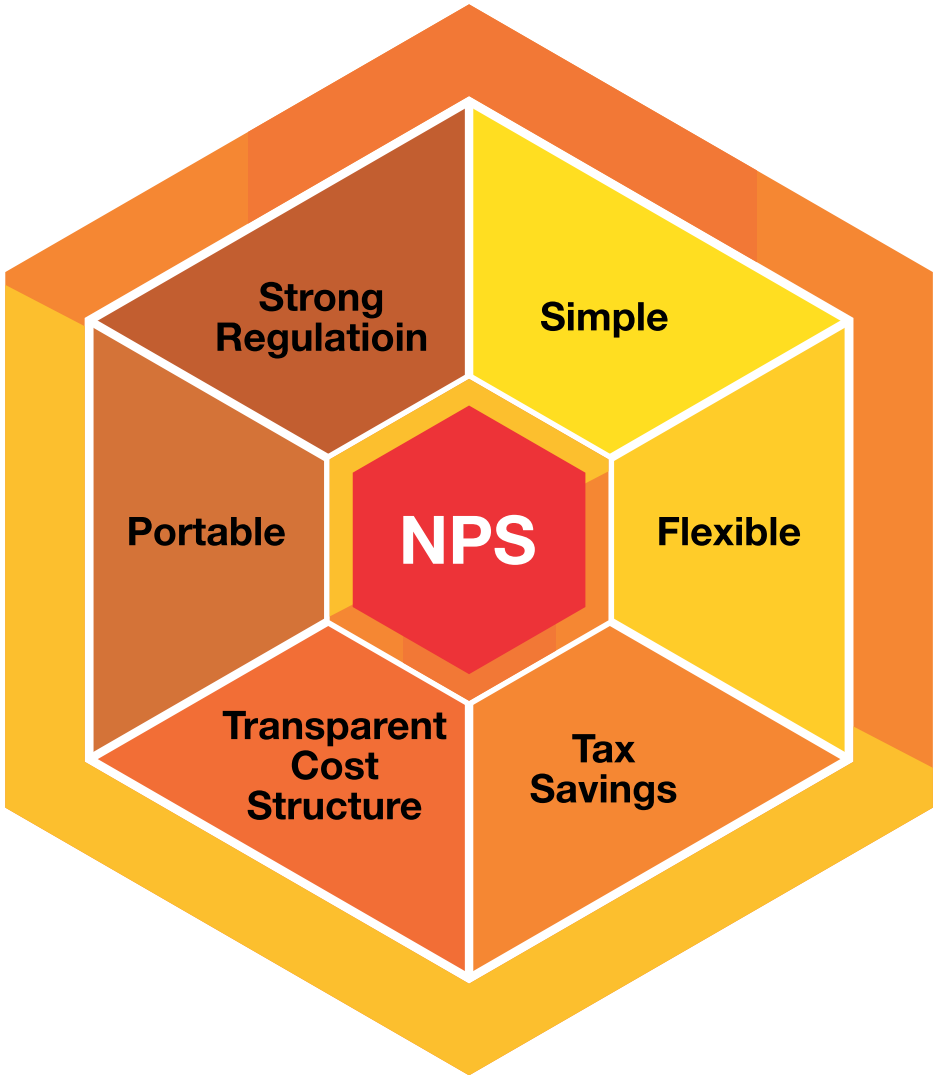 Strong
Regulatioin
Simple
Portable
NPS
Flexible
Transparent
Cost
Structure
Tax
Savings